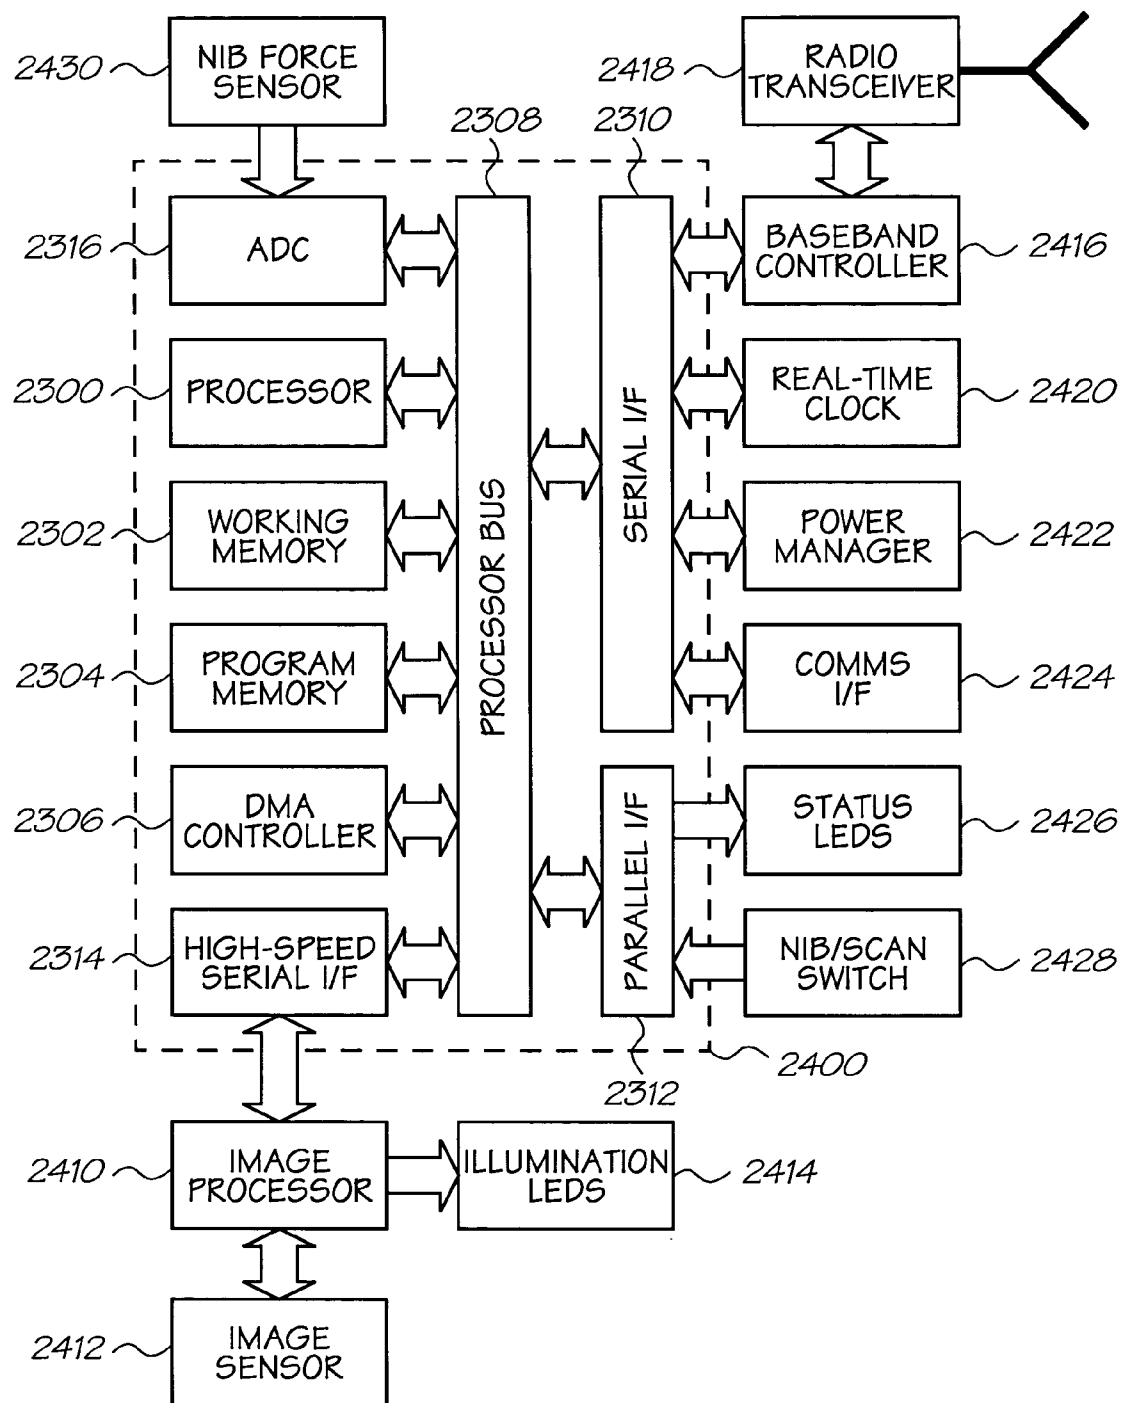 2430
NIB FORCE
SENSOR
2418
RADIO
TRANSCEIVER
2308
2310
2316
ADC
BASEBAND
CONTROLLER
2416
2300
PROCESSOR
REAL-TIME
CLOCK
2420
2302
WORKING
MEMORY
PROCESSOR BUS
SERIAL I/F
POWER
MANAGER
2422
2304
PROGRAM
MEMORY
COMMS
I/F
2424
2306
DMA
CONTROLLER
PARALLEL I/F
STATUS
LEDS
2426
2314
HIGH-SPEED
SERIAL I/F
NIB/SCAN
SWITCH
2428
2312
2400
2410
IMAGE
PROCESSOR
ILLUMINATION
LEDS
2414
2412
IMAGE
SENSOR